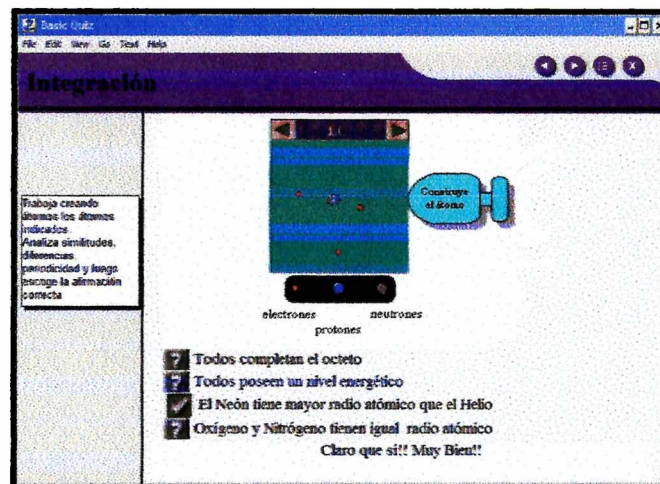 Basic Quiz
File Edit View Go Text Help
Integración
Trabaja creando
átomos los átomos
indicados.
Analiza similitudes,
diferencias,
periodicidad y luego
escoge la afirmación
correcta
Construye
el átomo
electrones
protones
neutrones
Todos completan el octeto
Todos poseen un nivel energético
El Neón tiene mayor radio atómico que el Helio
Oxígeno y Nitrógeno tienen igual radio atómico
Claro que si!! Muy Bien!!